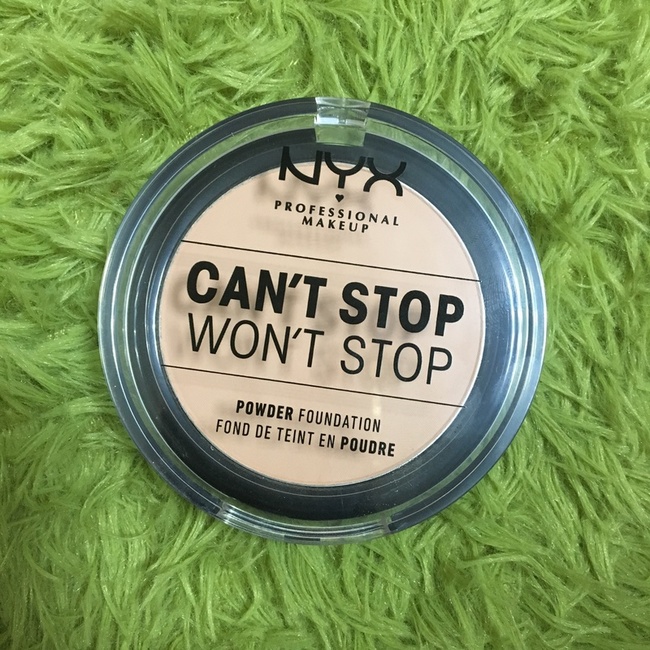 NYX
PROFESSIONAL
MAKEUP
CAN'T STOP
WON'T STOP
POWDER FOUNDATION
FOND DE TEINT EN POUDRE